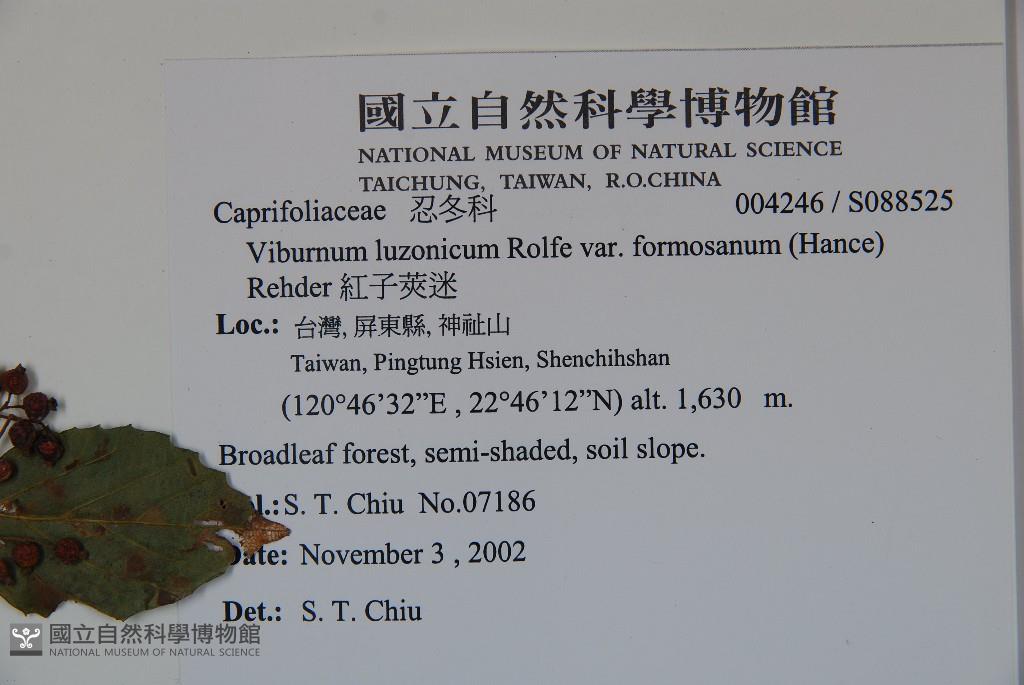 國立自然科學博物館
NATIONAL MUSEUM OF NATURAL SCIENCE
TAICHUNG, TAIWAN, R.O.CHINA
Caprifoliaceae 忍冬科 004246 / S088525
Viburnum luzonicum Rolfe var. formosanum (Hance)
Rehder 紅子莢迷
Loc.: 台灣, 屏東縣, 神祉山
Taiwan, Pingtung Hsien, Shenchihshan
(120°46’32”E , 22°46’12”N) alt. 1,630 m.
Broadleaf forest, semi-shaded, soil slope.
l.: S. T. Chiu No.07186
Date: November 3 , 2002
Det.: S. T. Chiu
國立自然科學博物館
NATIONAL MUSEUM OF NATURAL SCIENCE